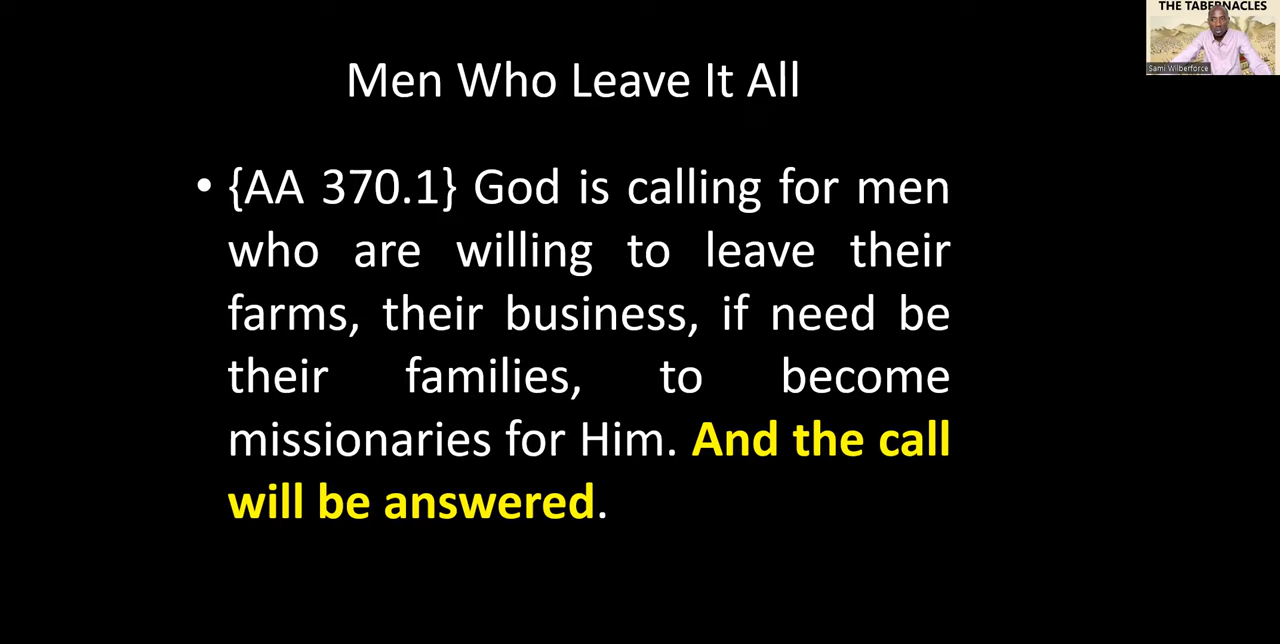 THE TABERNACLES
Sami Wilberforce
Men Who Leave It All
• {AA 370.1} God is calling for men
who are willing to leave their
farms, their business, if need be
their families, to become
missionaries for Him. And the call
will be answered.